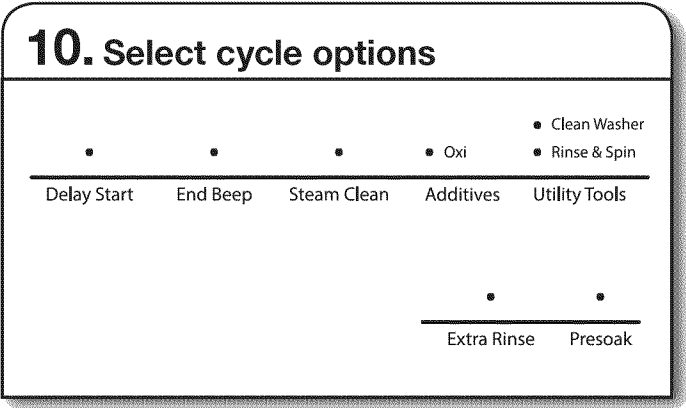 10. Select cycle options
Clean Washer
Oxi
Rinse & Spin
Delay Start
End Beep
Steam Clean
Additives
Utility Tools
Extra Rinse
Presoak